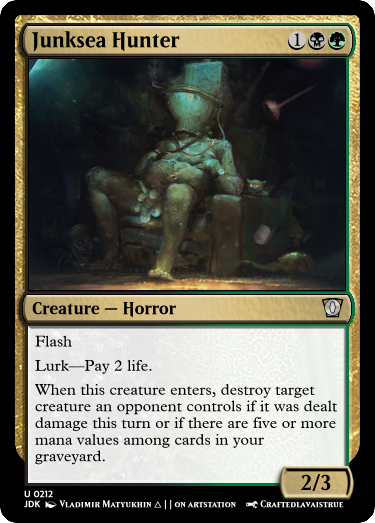 Junksea Hunter 1
Creature — Horror
Flash
Lurk—Pay 2 life.
When this creature enters, destroy target
creature an opponent controls if it was dealt
damage this turn or if there are five or more
mana values among cards in your
graveyard.
2/3
U 0212
JDK Vladimir Matyukhin △ || on artstation Craftedlavaistrue